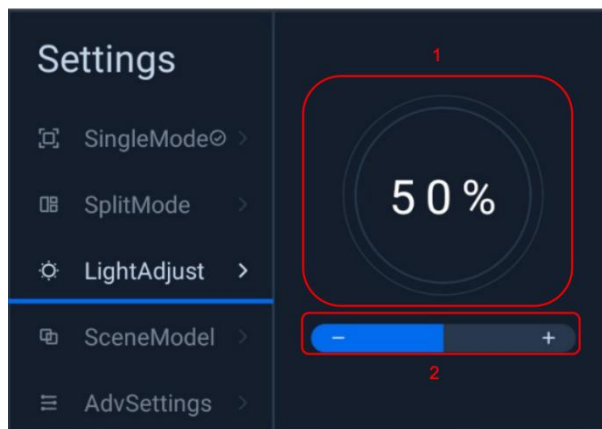 Settings
SingleMode
SplitMode
LightAdjust
SceneModel
AdvSettings
1
50%
− +
2